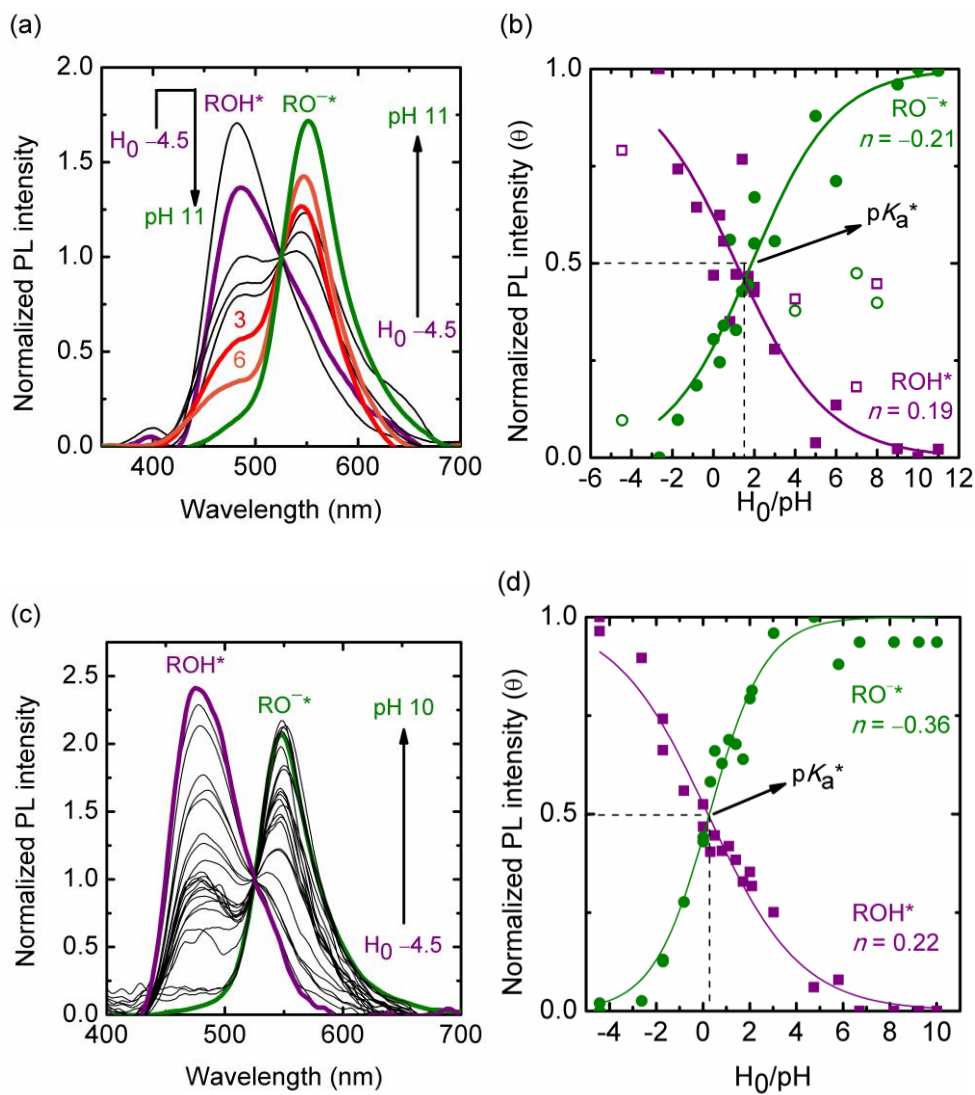 (a)
2.0
1.5
1.0
0.5
0.0
Normalized PL intensity
ROH*
RO⁻*
H₀ −4.5
pH 11
pH 11
H₀ −4.5
3
6
400 500 600 700
Wavelength (nm)
(b)
1.0
0.5
0.0
Normalized PL intensity (θ)
RO⁻*
n = −0.21
pKₐ*
ROH*
n = 0.19
-6 -4 -2 0 2 4 6 8 10 12
H₀/pH
(c)
2.5
2.0
1.5
1.0
0.5
0.0
Normalized PL intensity
ROH*
RO⁻*
pH 10
H₀ −4.5
400 500 600 700
Wavelength (nm)
(d)
1.0
0.5
0.0
Normalized PL intensity (θ)
RO⁻*
n = −0.36
pKₐ*
ROH*
n = 0.22
-4 -2 0 2 4 6 8 10
H₀/pH